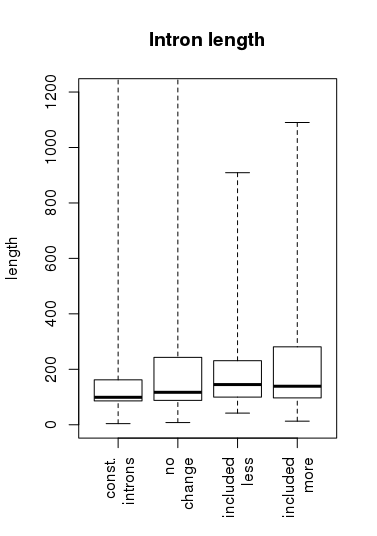 Intron length
length
1200
1000
800
600
400
200
0
const.
introns
no
change
included
less
included
more